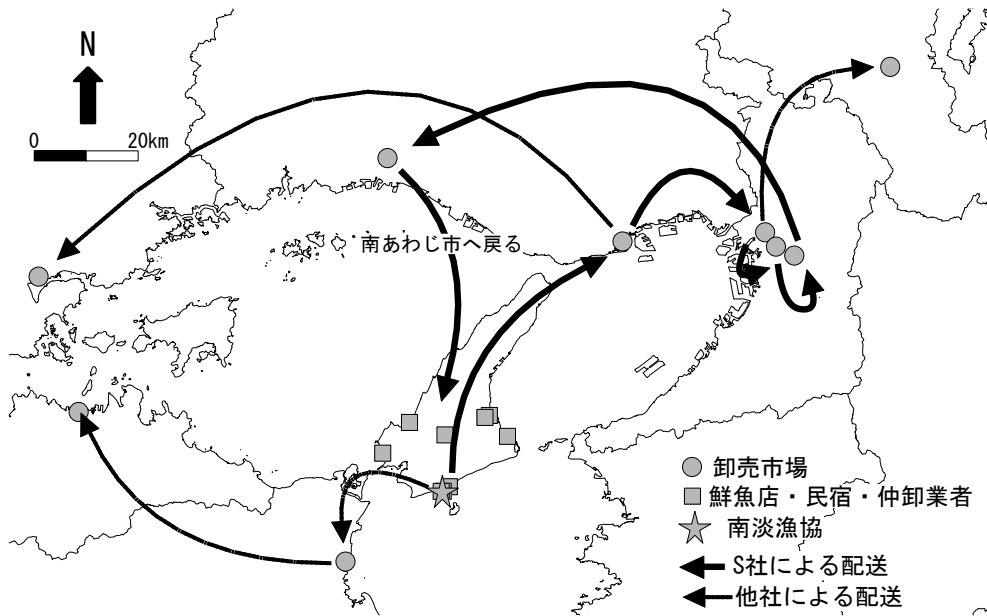 N
0 20km
南あわじ市へ戻る
卸売市場
鮮魚店・民宿・仲卸業者
南淡漁協
S社による配送
他社による配送